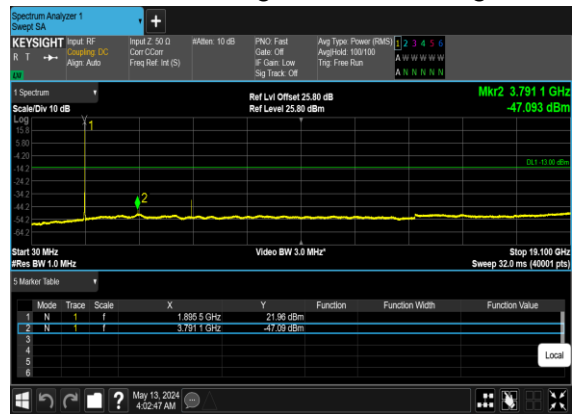 Spectrum Analyzer 1
Swept SA
+
KEYSIGHT Input: RF Input Z: 50 Ω #Atten: 10 dB PNO: Fast Avg Type: Power (RMS) 1 2 3 4 5 6
R T Coupling: DC Corr CCorr Gate: Off Avg|Hold: 100/100 A W W W W W
Align: Auto Freq Ref: Int (S) IF Gain: Low Trig: Free Run
LW Sig Track: Off A N N N N N
1 Spectrum
Ref Lvl Offset 25.80 dB Mkr2 3.791 1 GHz
Scale/Div 10 dB Ref Level 25.80 dBm -47.093 dBm
Log
15.8
1
5.80
-4.20
-14.2
DL1 -13.00 dBm
-24.2
-34.2
2
-44.2
-54.2
-64.2
Start 30 MHz Video BW 3.0 MHz* Stop 19.100 GHz
#Res BW 1.0 MHz Sweep 32.0 ms (40001 pts)
5 Marker Table
Mode Trace Scale X Y Function Function Width Function Value
1 N 1 f 1.895 5 GHz 21.96 dBm
2 N 1 f 3.791 1 GHz -47.09 dBm
3
4
5
6
Local
? May 13, 2024
4:02:47 AM